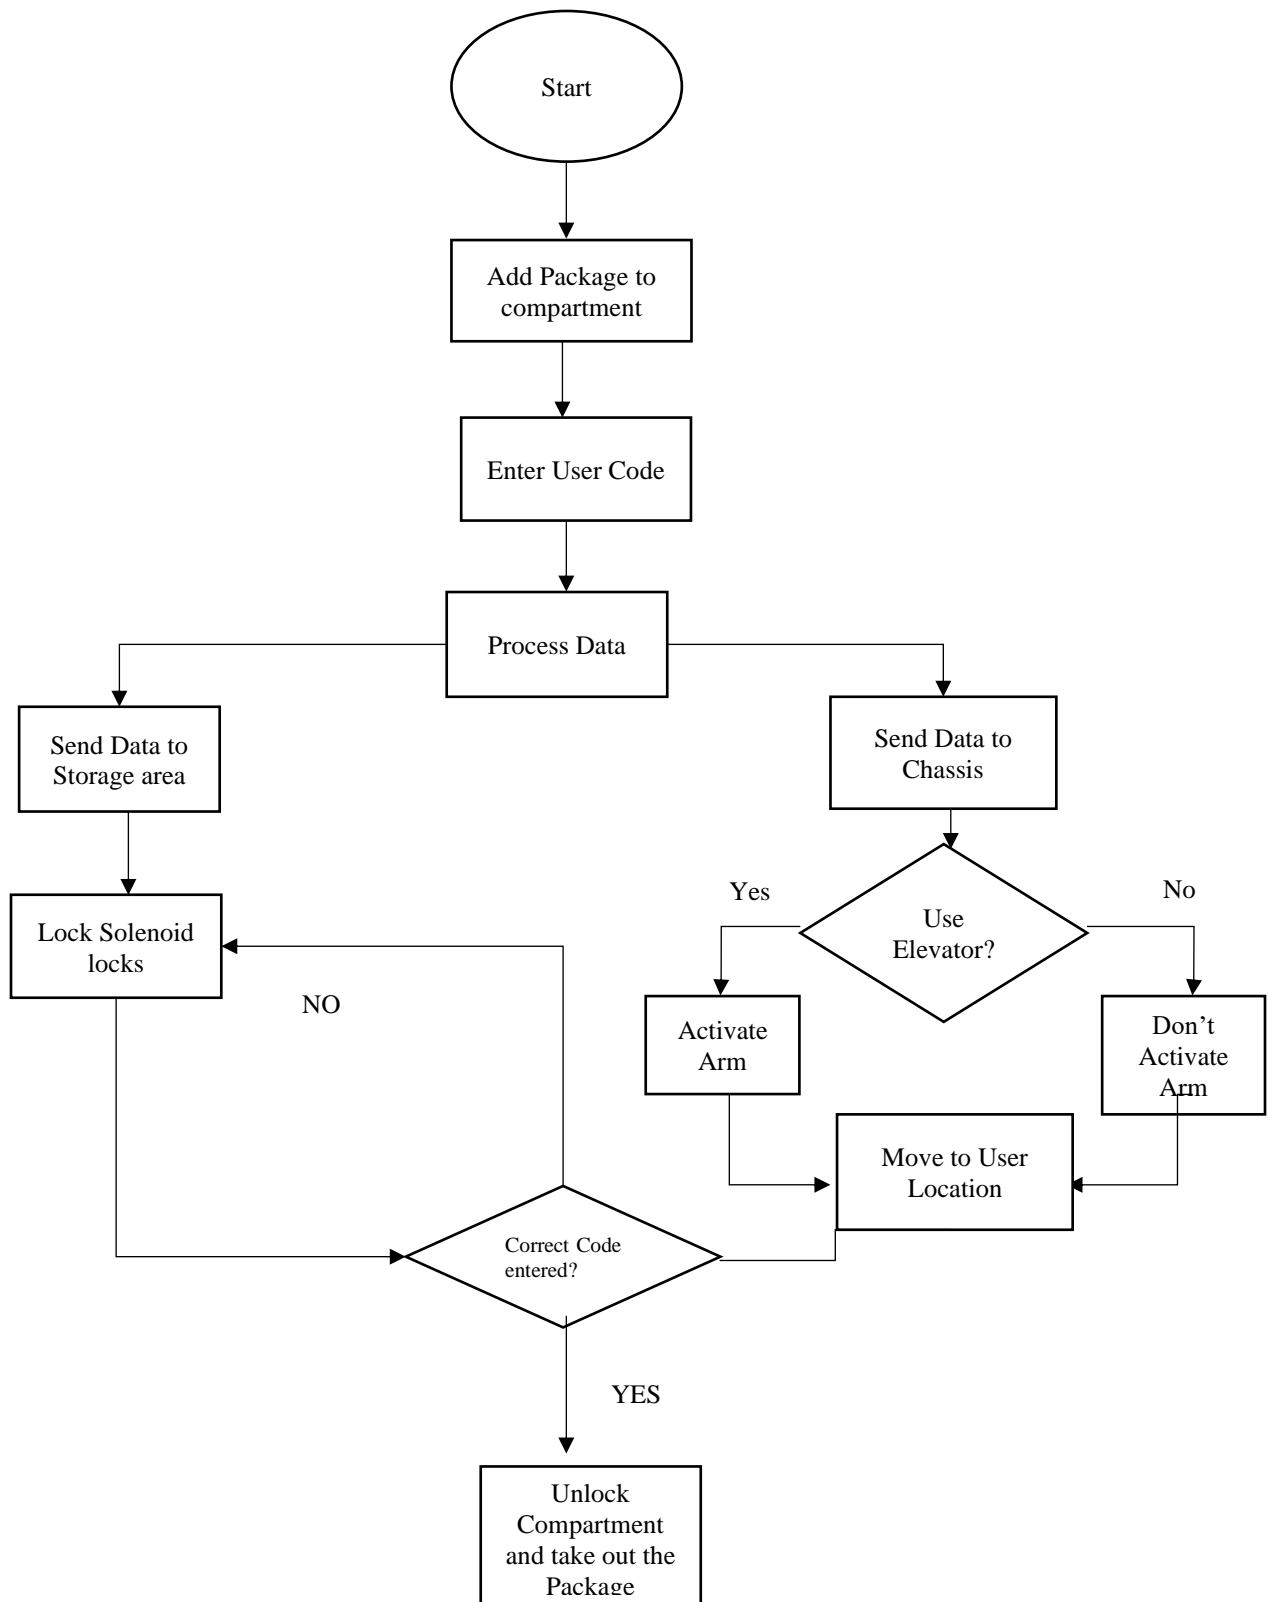 Start
Add Package to
compartment
Enter User Code
Process Data
Send Data to
Storage area
Send Data to
Chassis
Yes
No
Use
Elevator?
Lock Solenoid
locks
NO
Activate
Arm
Don’t
Activate
Arm
Move to User
Location
Correct Code
entered?
YES
Unlock
Compartment
and take out the
Package